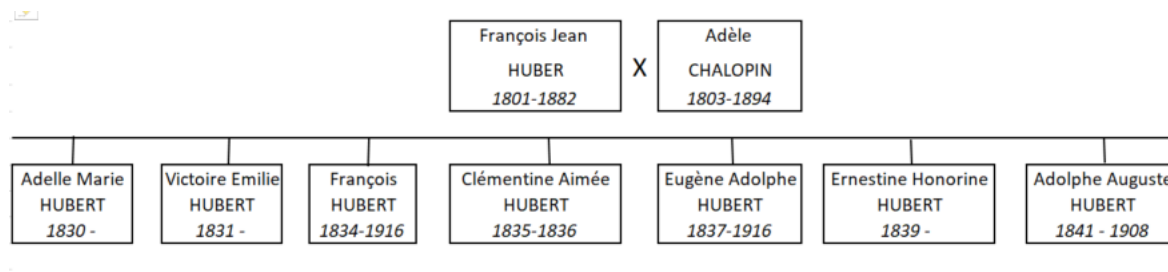 François Jean
HUBER
1801-1882
X
Adèle
CHALOPIN
1803-1894
Adelle Marie
HUBERT
1830 -
Victoire Emilie
HUBERT
1831 -
François
HUBERT
1834-1916
Clémentine Aimée
HUBERT
1835-1836
Eugène Adolphe
HUBERT
1837-1916
Ernestine Honorine
HUBERT
1839 -
Adolphe Auguste
HUBERT
1841 - 1908